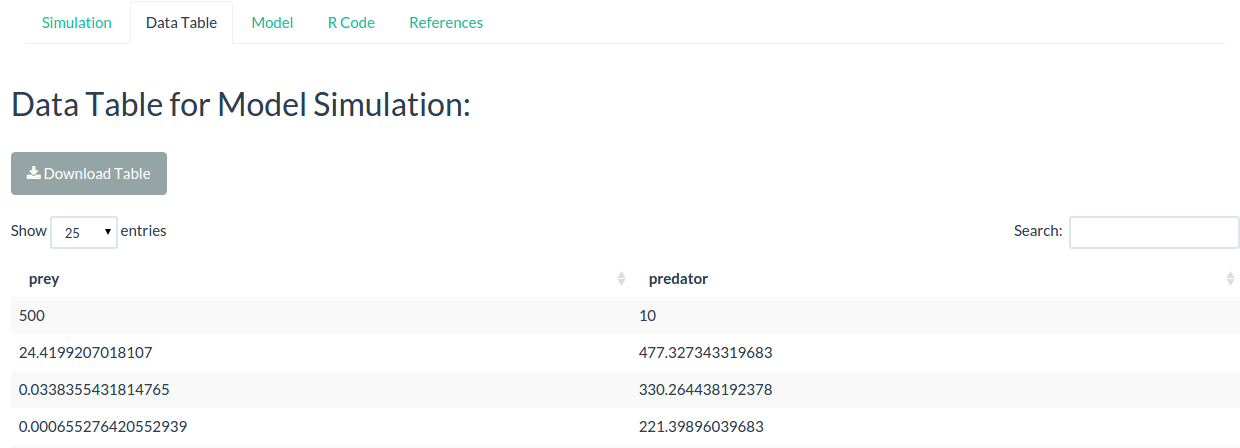 Simulation Data Table Model R Code References
Data Table for Model Simulation:
Download Table
Show 25 entries Search:
prey predator
500 10
24.4199207018107 477.327343319683
0.0338355431814765 330.264438192378
0.000655276420552939 221.39896039683